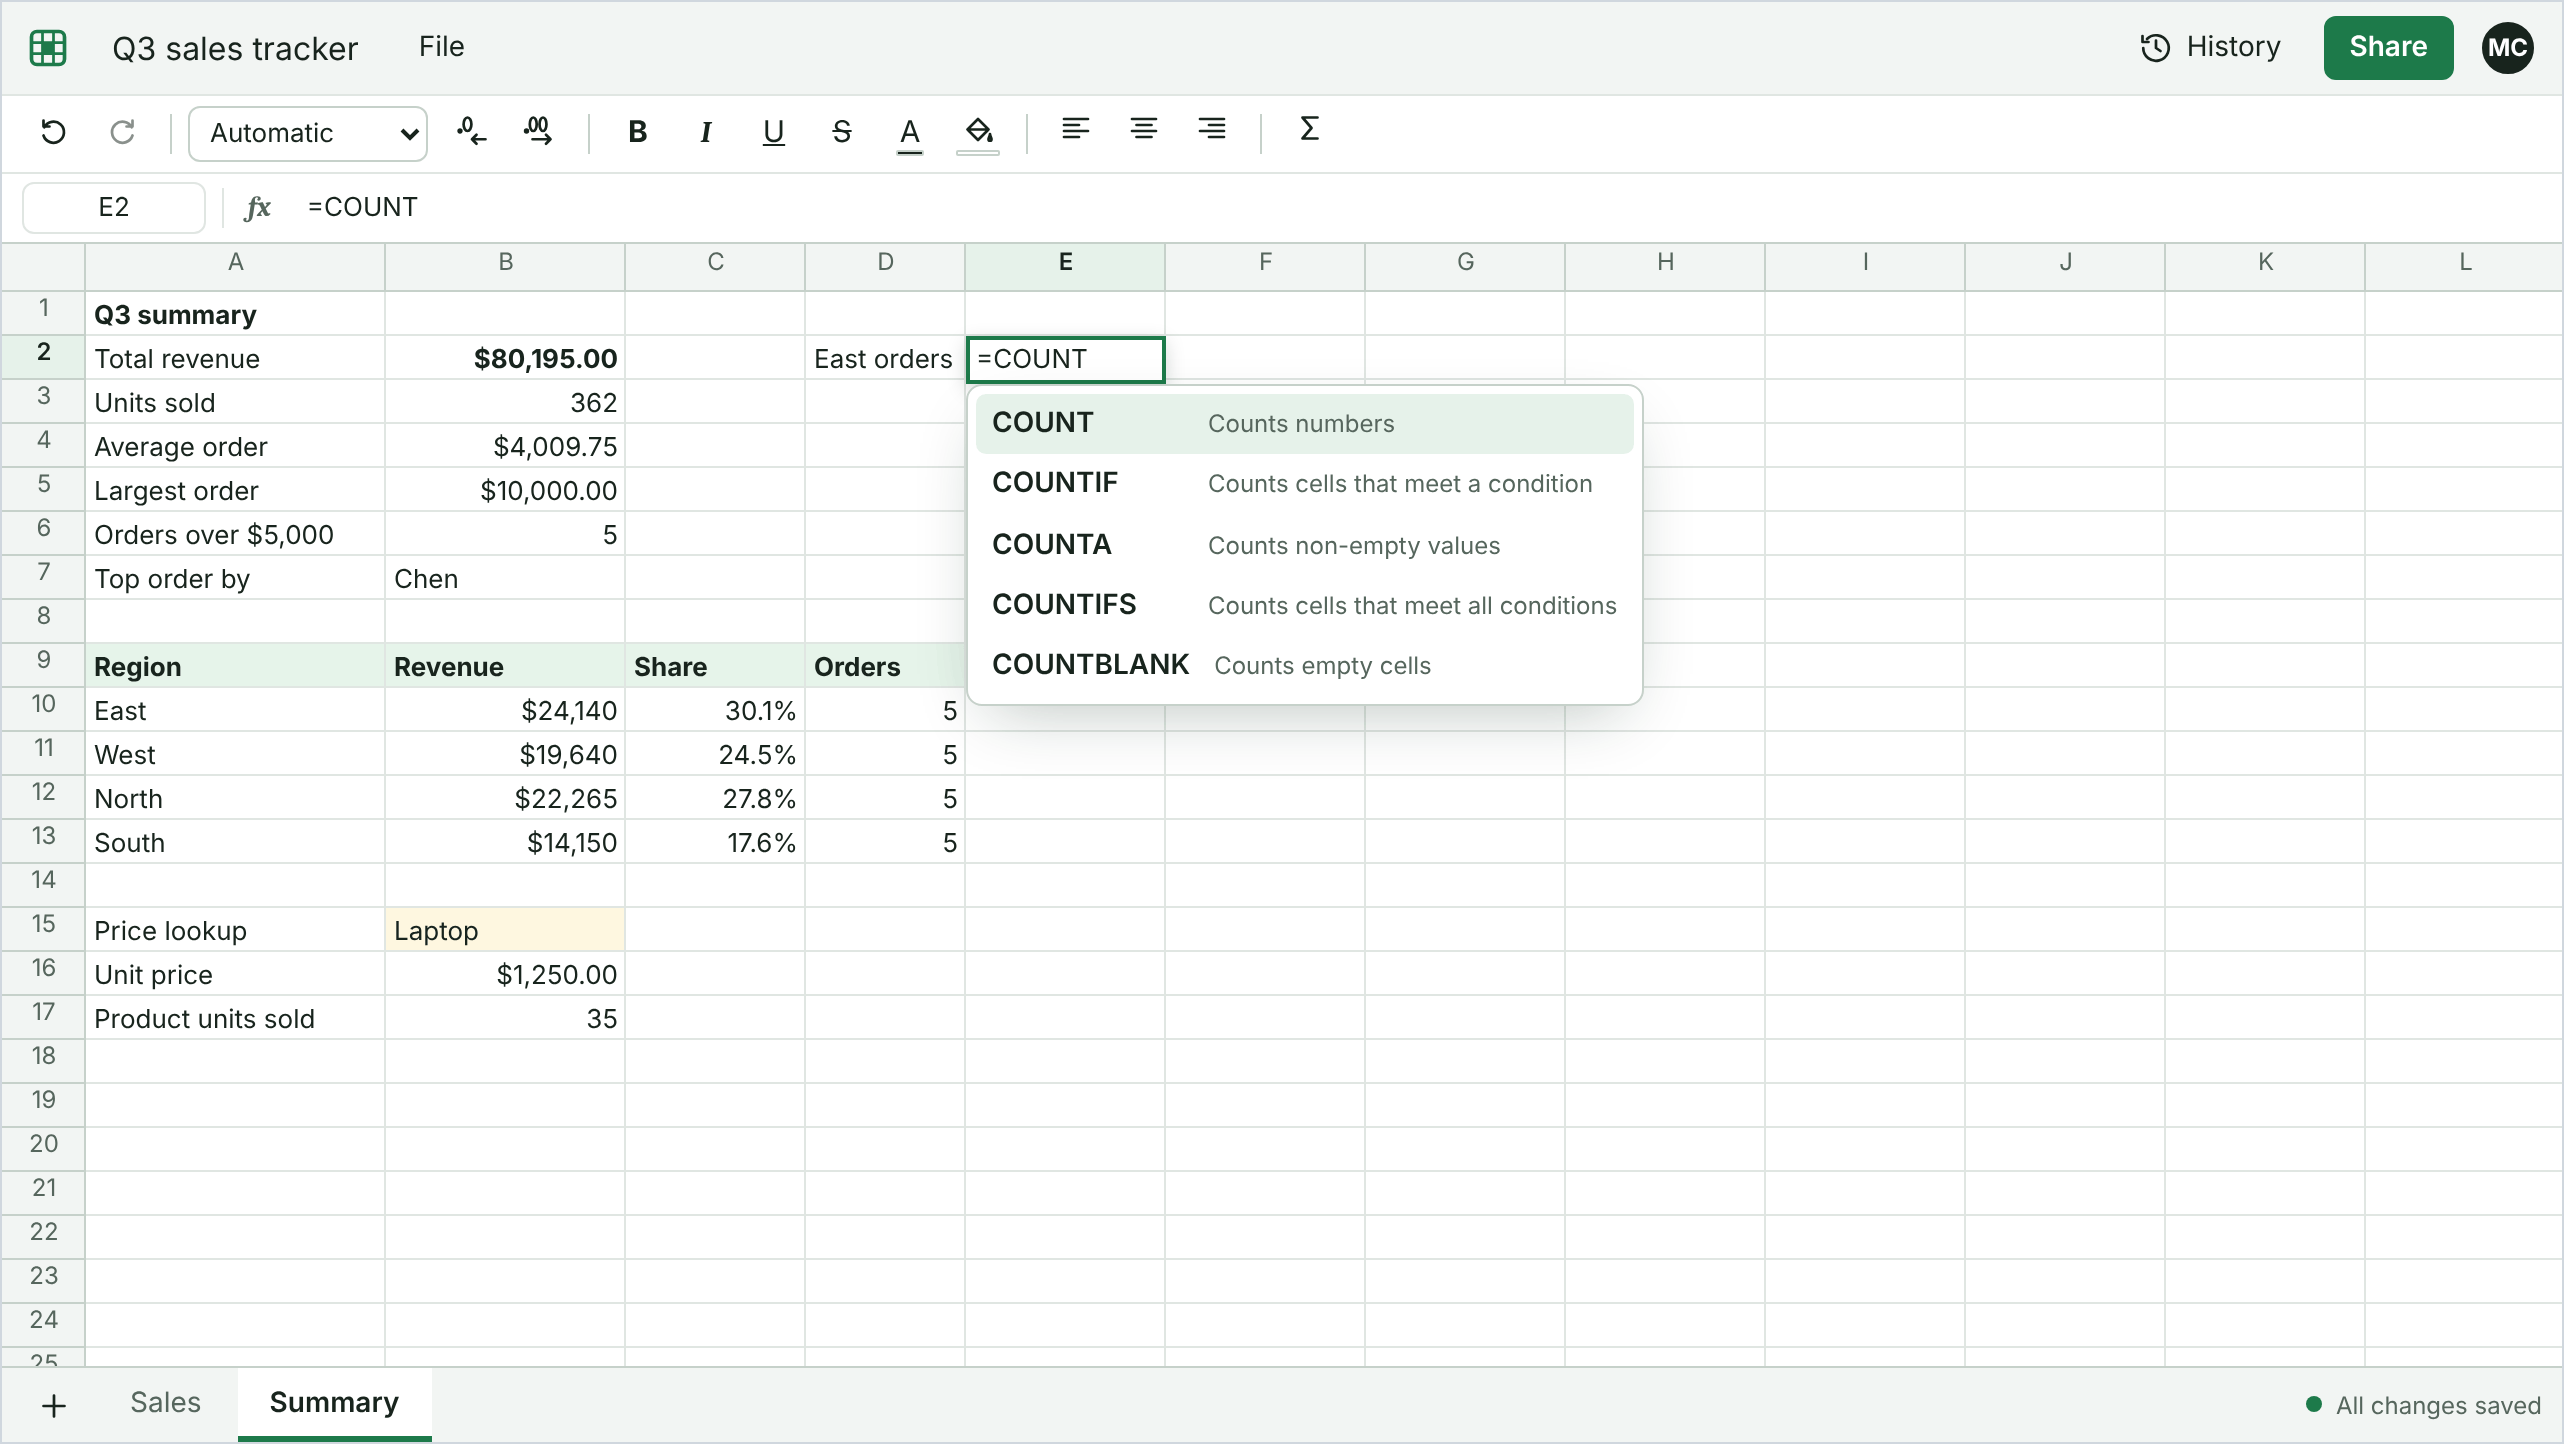 Q3 sales tracker File History Share MC
Automatic .0 .00 B I U S A Σ
E2 fx =COUNT
A B C D E F G H I J K L
1 Q3 summary
2 Total revenue $80,195.00 East orders =COUNT
3 Units sold 362
COUNT Counts numbers
4 Average order $4,009.75
5 Largest order $10,000.00
COUNTIF Counts cells that meet a condition
6 Orders over $5,000 5
COUNTA Counts non-empty values
7 Top order by Chen
8
COUNTIFS Counts cells that meet all conditions
9 Region Revenue Share Orders
COUNTBLANK Counts empty cells
10 East $24,140 30.1% 5
11 West $19,640 24.5% 5
12 North $22,265 27.8% 5
13 South $14,150 17.6% 5
14
15 Price lookup Laptop
16 Unit price $1,250.00
17 Product units sold 35
18
19
20
21
22
23
24
25
+ Sales Summary All changes saved